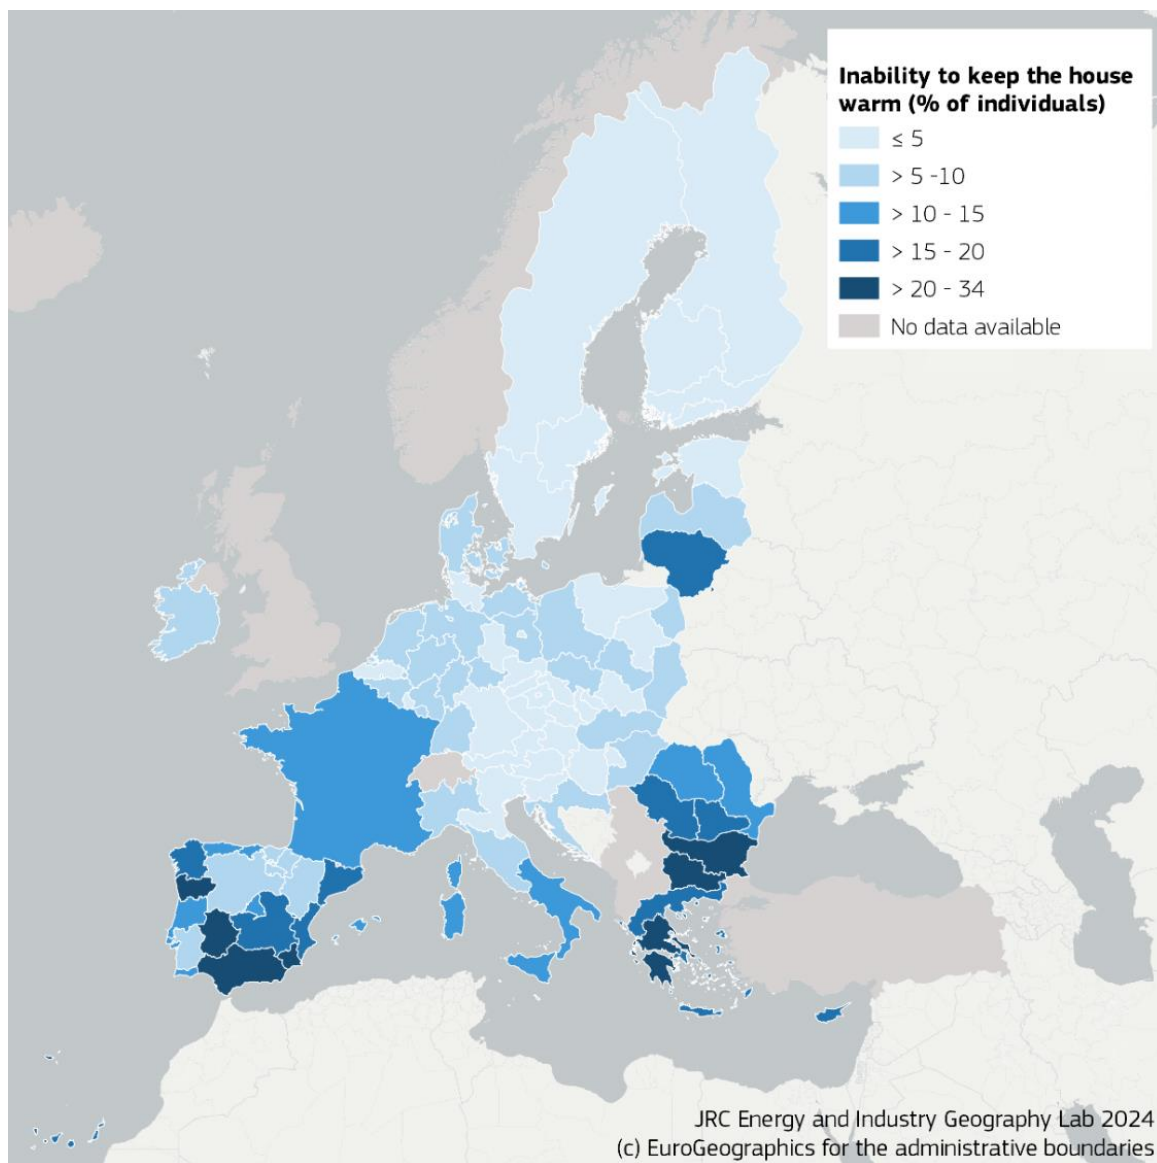 Inability to keep the house
warm (% of individuals)
≤ 5
> 5 -10
> 10 - 15
> 15 - 20
> 20 - 34
No data available
JRC Energy and Industry Geography Lab 2024
(c) EuroGeographics for the administrative boundaries